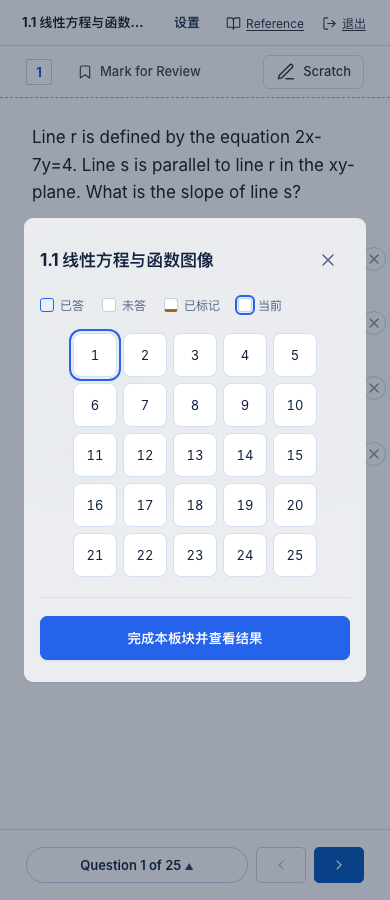 1.1 线性方程与函数... 设置 Reference 退出
1 Mark for Review Scratch
Line r is defined by the equation 2x-
7y=4. Line s is parallel to line r in the xy-
plane. What is the slope of line s?
1.1 线性方程与函数图像
已答 未答 已标记 当前
1 2 3 4 5
6 7 8 9 10
11 12 13 14 15
16 17 18 19 20
21 22 23 24 25
完成本板块并查看结果
Question 1 of 25